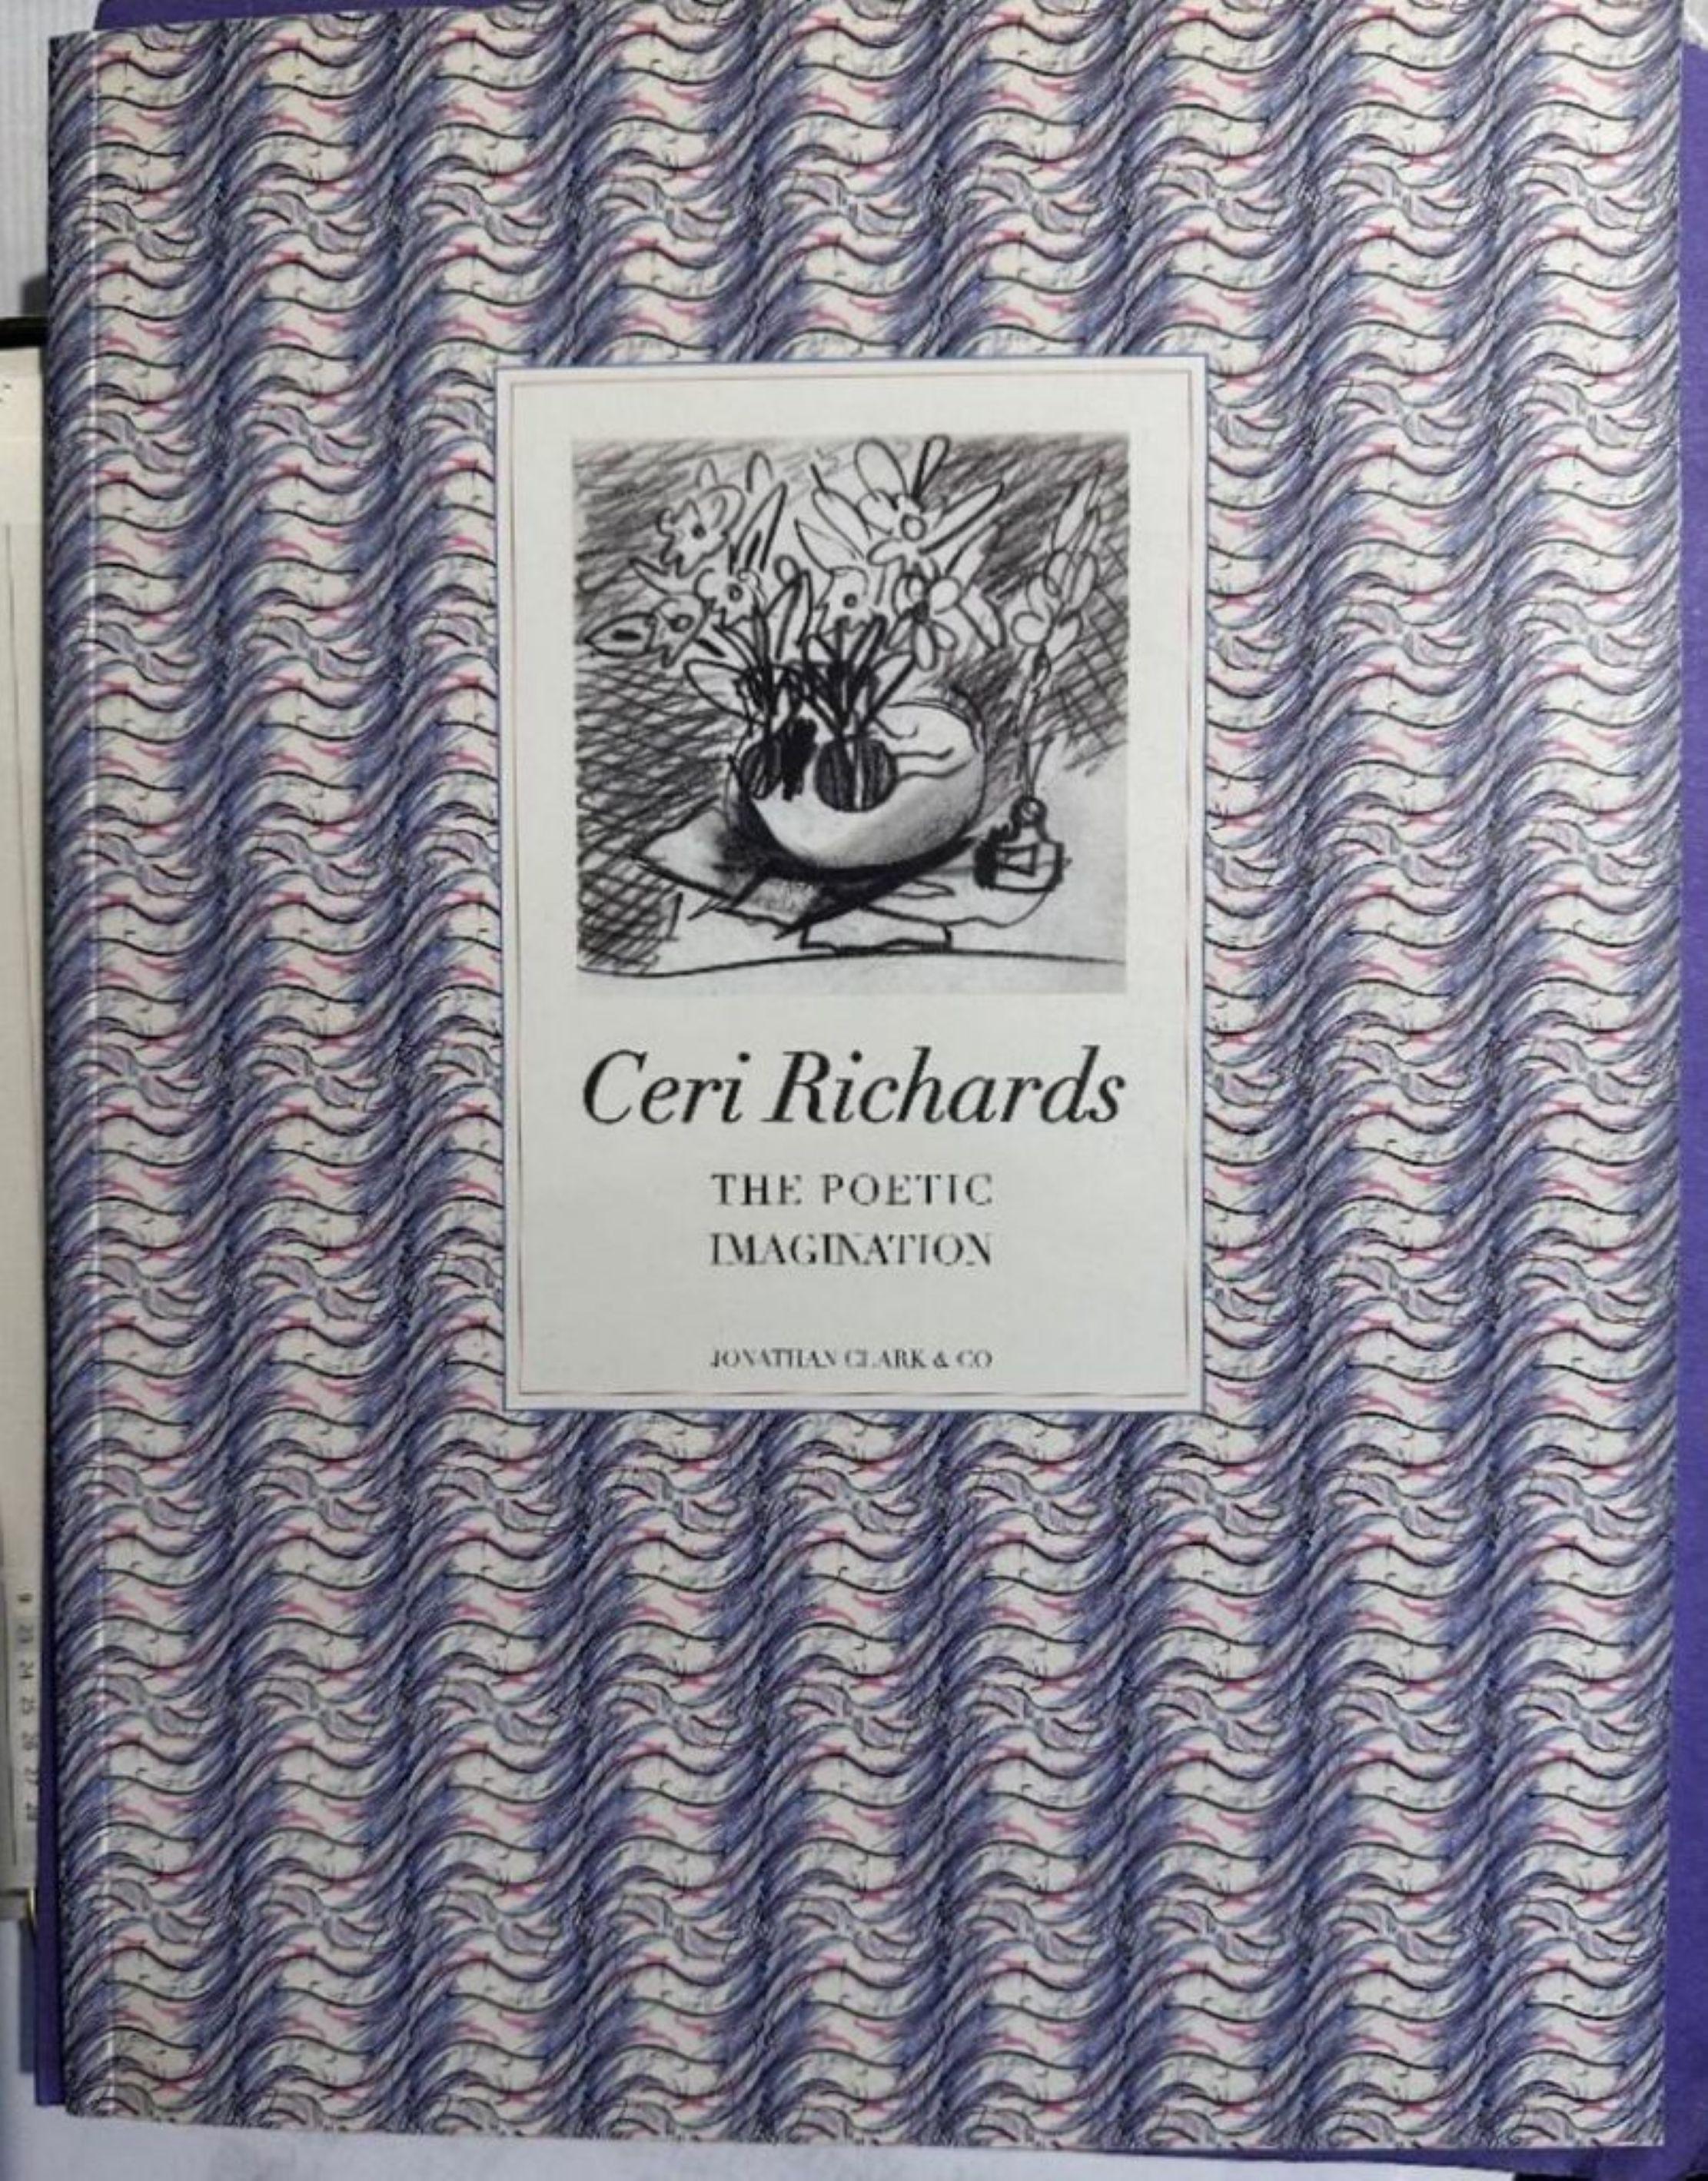 Ceri Richards
THE POETIC
IMAGINATION
JONATHAN CLARK & CO